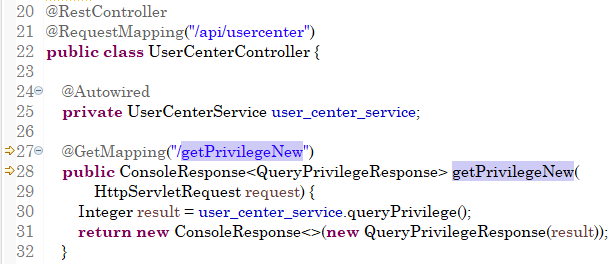 20 @RestController
21 @RequestMapping("/api/usercenter")
22 public class UserCenterController {
23
24 @Autowired
25 private UserCenterService user_center_service;
26
27 @GetMapping("/getPrivilegeNew")
28 public ConsoleResponse<QueryPrivilegeResponse> getPrivilegeNew(
29 HttpServletRequest request) {
30 Integer result = user_center_service.queryPrivilege();
31 return new ConsoleResponse<>(new QueryPrivilegeResponse(result));
32 }